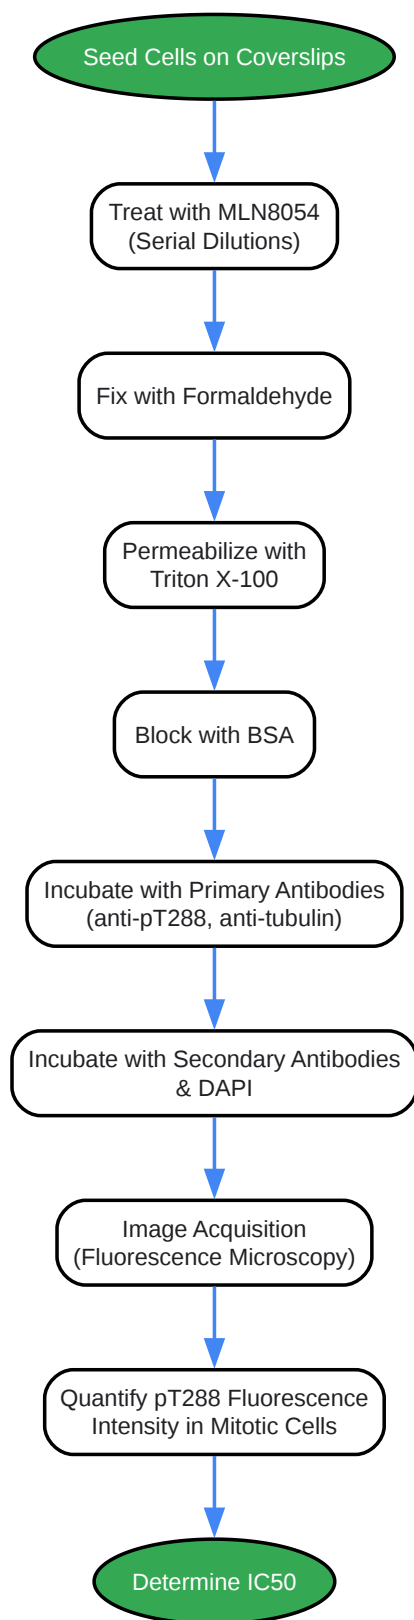 Seed Cells on Coverslips
Treat with MLN8054
(Serial Dilutions)
Fix with Formaldehyde
Permeabilize with
Triton X-100
Block with BSA
Incubate with Primary Antibodies
(anti-pT288, anti-tubulin)
Incubate with Secondary Antibodies
& DAPI
Image Acquisition
(Fluorescence Microscopy)
Quantify pT288 Fluorescence
Intensity in Mitotic Cells
Determine IC50